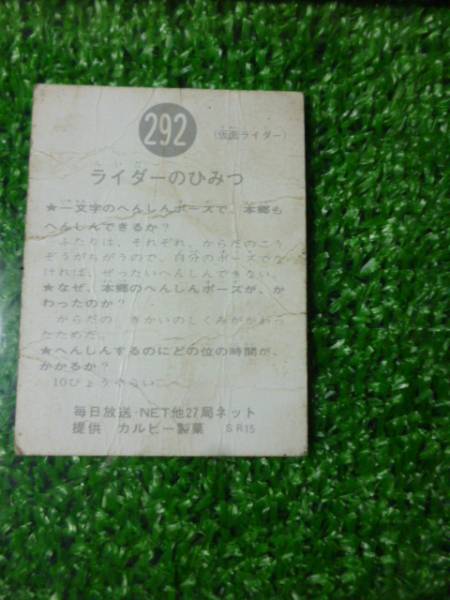 292
(仮面ライダー)
ライダーのひみつ
★一文字のへんしんポーズで、本郷も
へんしんできるか?
ふたりは、それぞれ、からだのこう
ぞうがちがうので、自分のポーズでな
ければ、ぜったいへんしんできない。
★なぜ、本郷のへんしんポーズが、か
わったのか?
からだの きかいのしくみがかわっ
たためだ。
★へんしんするのにどの位の時間が、
かかるか?
10びょうぐらい
毎日放送・NET他27局ネット
提供 カルビー製菓 SR15